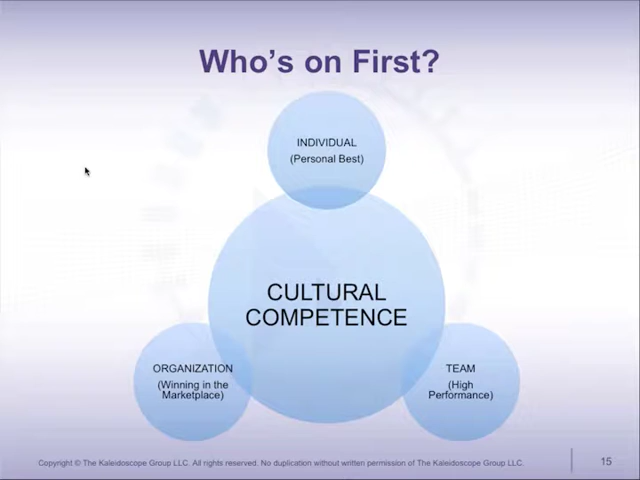 Who's on First?
INDIVIDUAL
(Personal Best)
CULTURAL
COMPETENCE
ORGANIZATION
(Winning in the
Marketplace)
TEAM
(High
Performance)
Copyright © The Kaleidoscope Group LLC. All rights reserved. No duplication without written permission of The Kaleidoscope Group LLC.
15